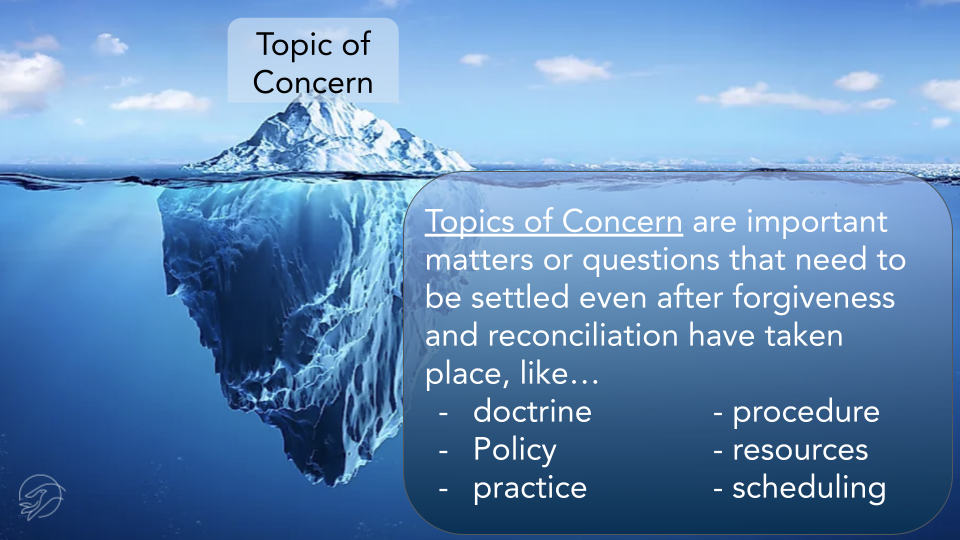 Topic of
Concern
Topics of Concern are important
matters or questions that need to
be settled even after forgiveness
and reconciliation have taken
place, like…
- doctrine - procedure
- Policy - resources
- practice - scheduling